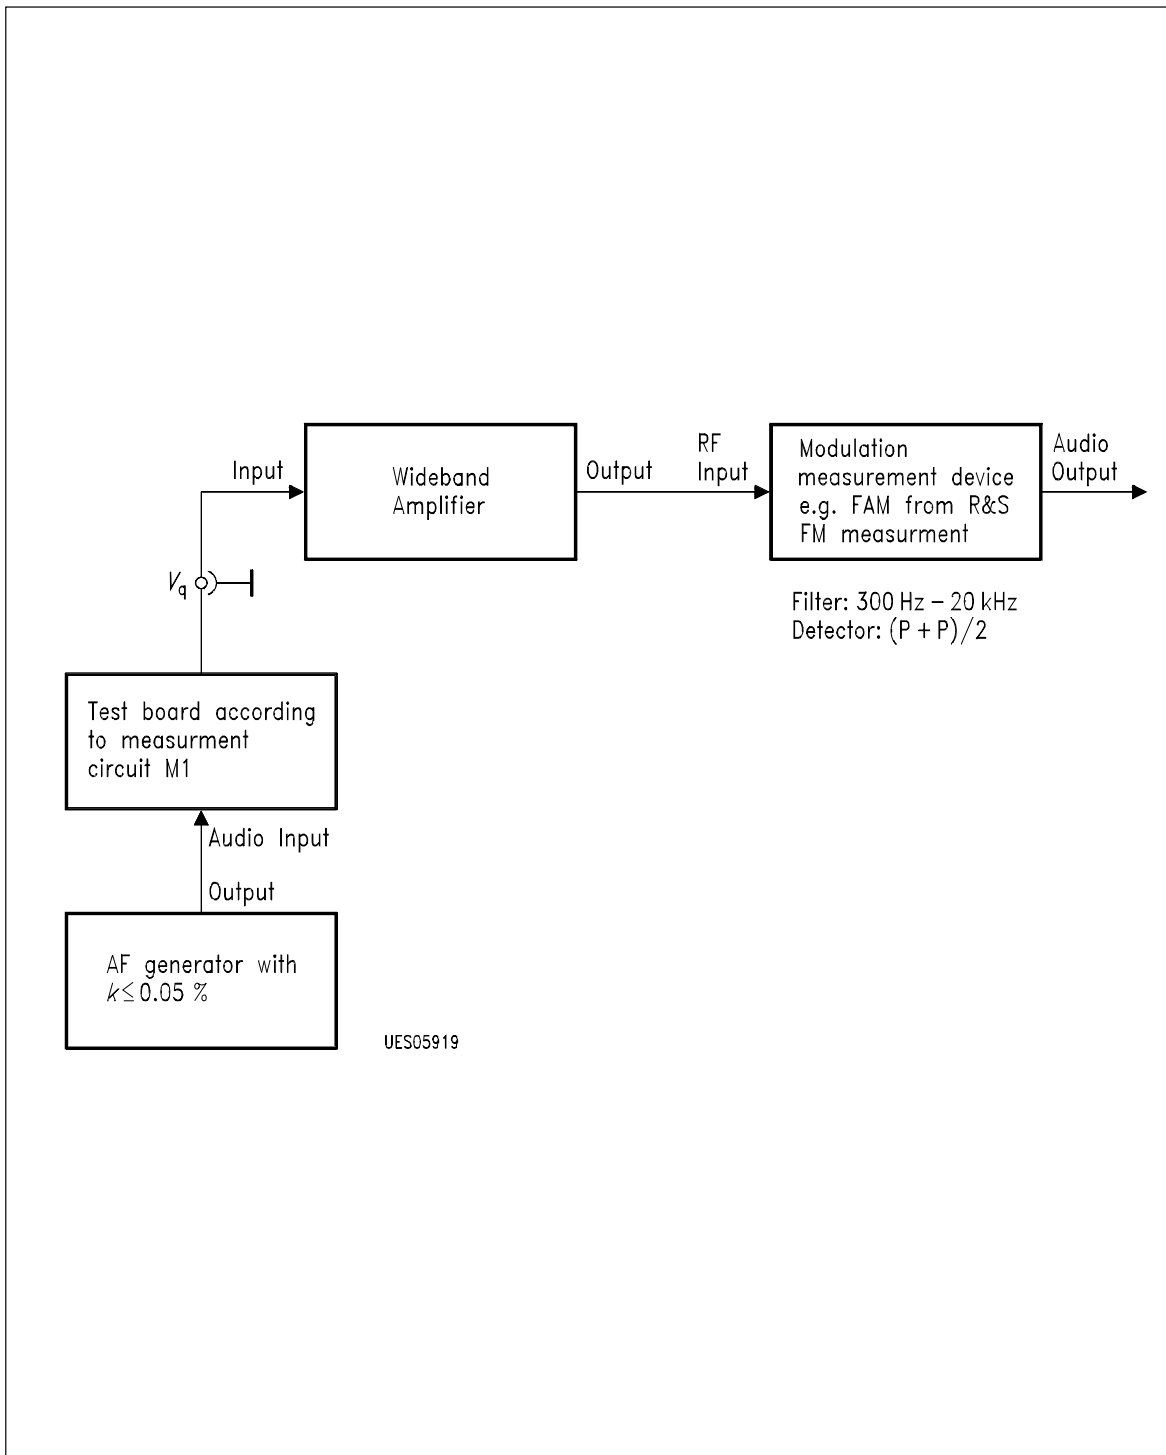 Input
Wideband
Amplifier
Output
RF
Input
Modulation
measurement device
e.g. FAM from R&S
FM measurment
Audio
Output
Vq
Filter: 300 Hz – 20 kHz
Detector: (P + P)/2
Test board according
to measurment
circuit M1
Audio Input
Output
AF generator with
k ≤ 0.05 %
UES05919